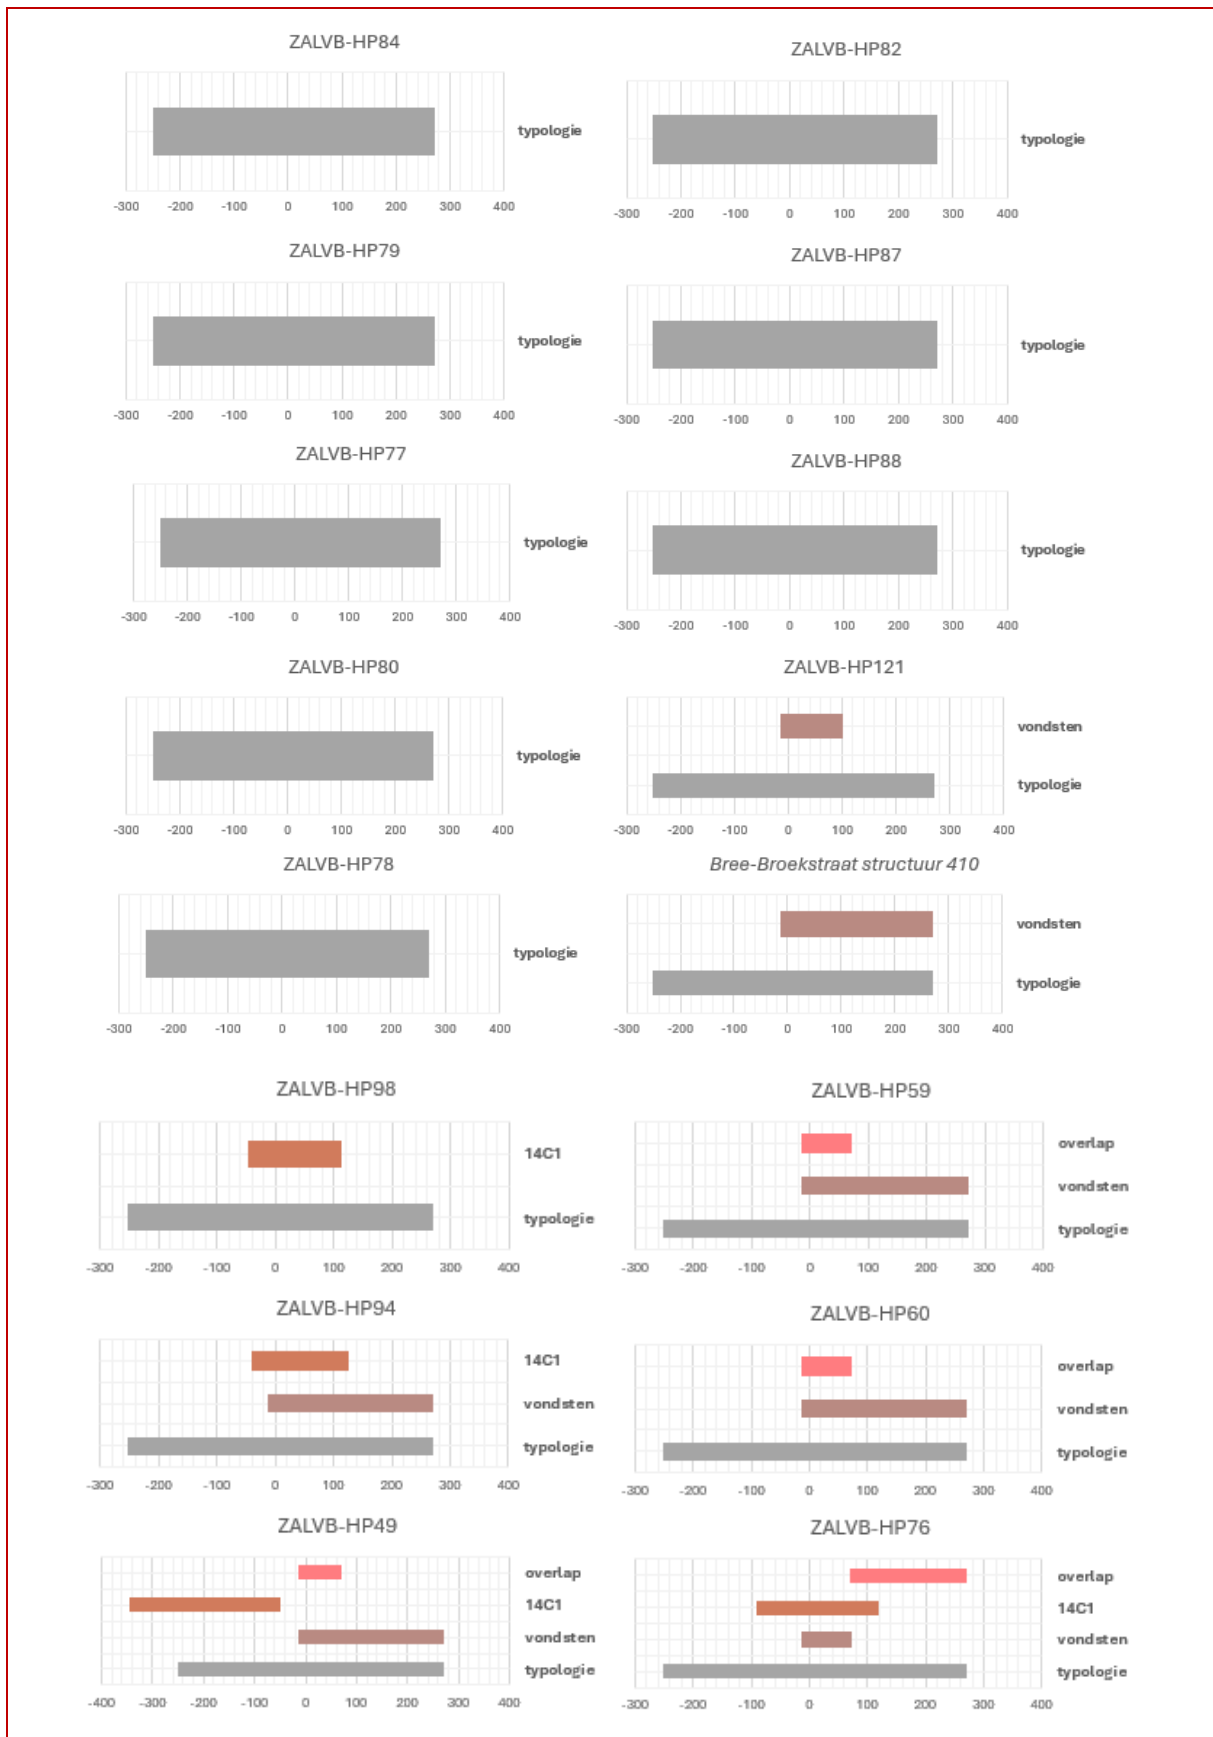 ZALVB-HP84
typologie
-300 -200 -100 0 100 200 300 400
ZALVB-HP82
typologie
-300 -200 -100 0 100 200 300 400
ZALVB-HP79
typologie
-300 -200 -100 0 100 200 300 400
ZALVB-HP87
typologie
-300 -200 -100 0 100 200 300 400
ZALVB-HP77
typologie
-300 -200 -100 0 100 200 300 400
ZALVB-HP88
typologie
-300 -200 -100 0 100 200 300 400
ZALVB-HP80
typologie
-300 -200 -100 0 100 200 300 400
ZALVB-HP121
vondsten
typologie
-300 -200 -100 0 100 200 300 400
ZALVB-HP78
typologie
-300 -200 -100 0 100 200 300 400
Bree-Broekstraat structuur 410
vondsten
typologie
-300 -200 -100 0 100 200 300 400
ZALVB-HP98
14C1
typologie
-300 -200 -100 0 100 200 300 400
ZALVB-HP59
overlap
vondsten
typologie
-300 -200 -100 0 100 200 300 400
ZALVB-HP94
14C1
vondsten
typologie
-300 -200 -100 0 100 200 300 400
ZALVB-HP60
overlap
vondsten
typologie
-300 -200 -100 0 100 200 300 400
ZALVB-HP49
overlap
14C1
vondsten
typologie
-400 -300 -200 -100 0 100 200 300 400
ZALVB-HP76
overlap
14C1
vondsten
typologie
-300 -200 -100 0 100 200 300 400